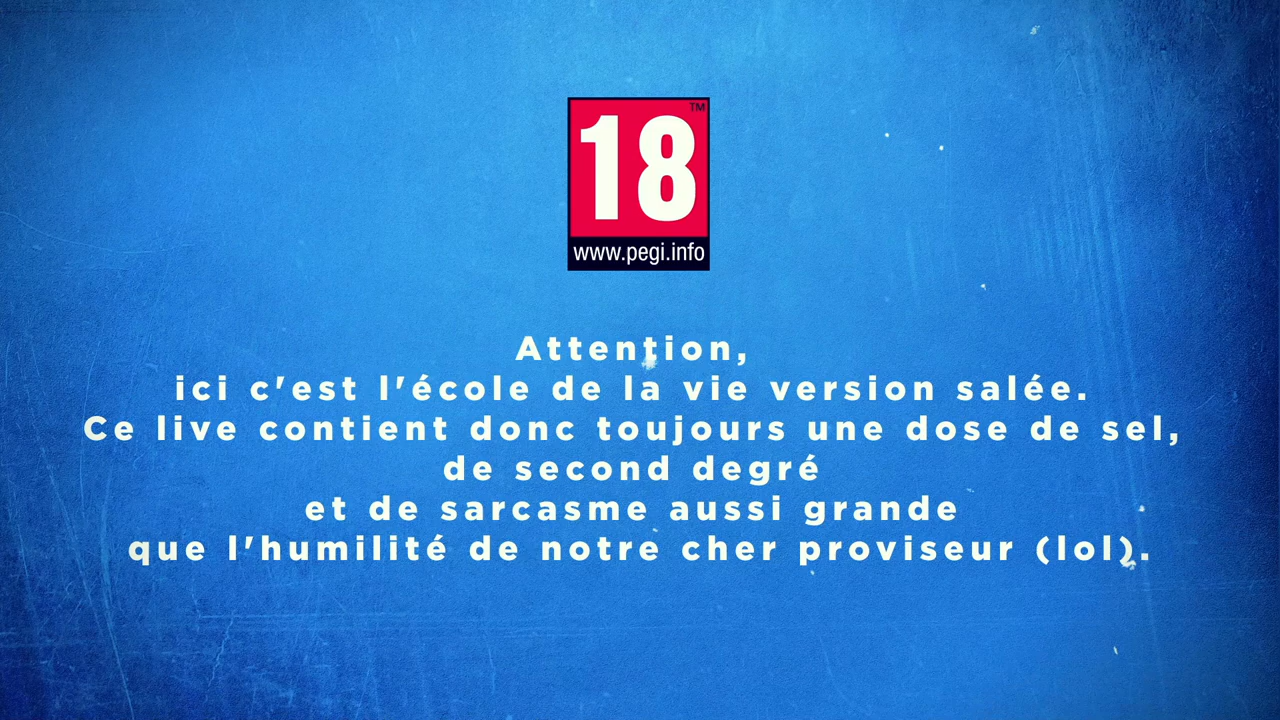 TM
18
www.pegi.info
Attention,
ici c'est l'école de la vie version salée.
Ce live contient donc toujours une dose de sel,
de second degré
et de sarcasme aussi grande
que l'humilité de notre cher proviseur (lol).